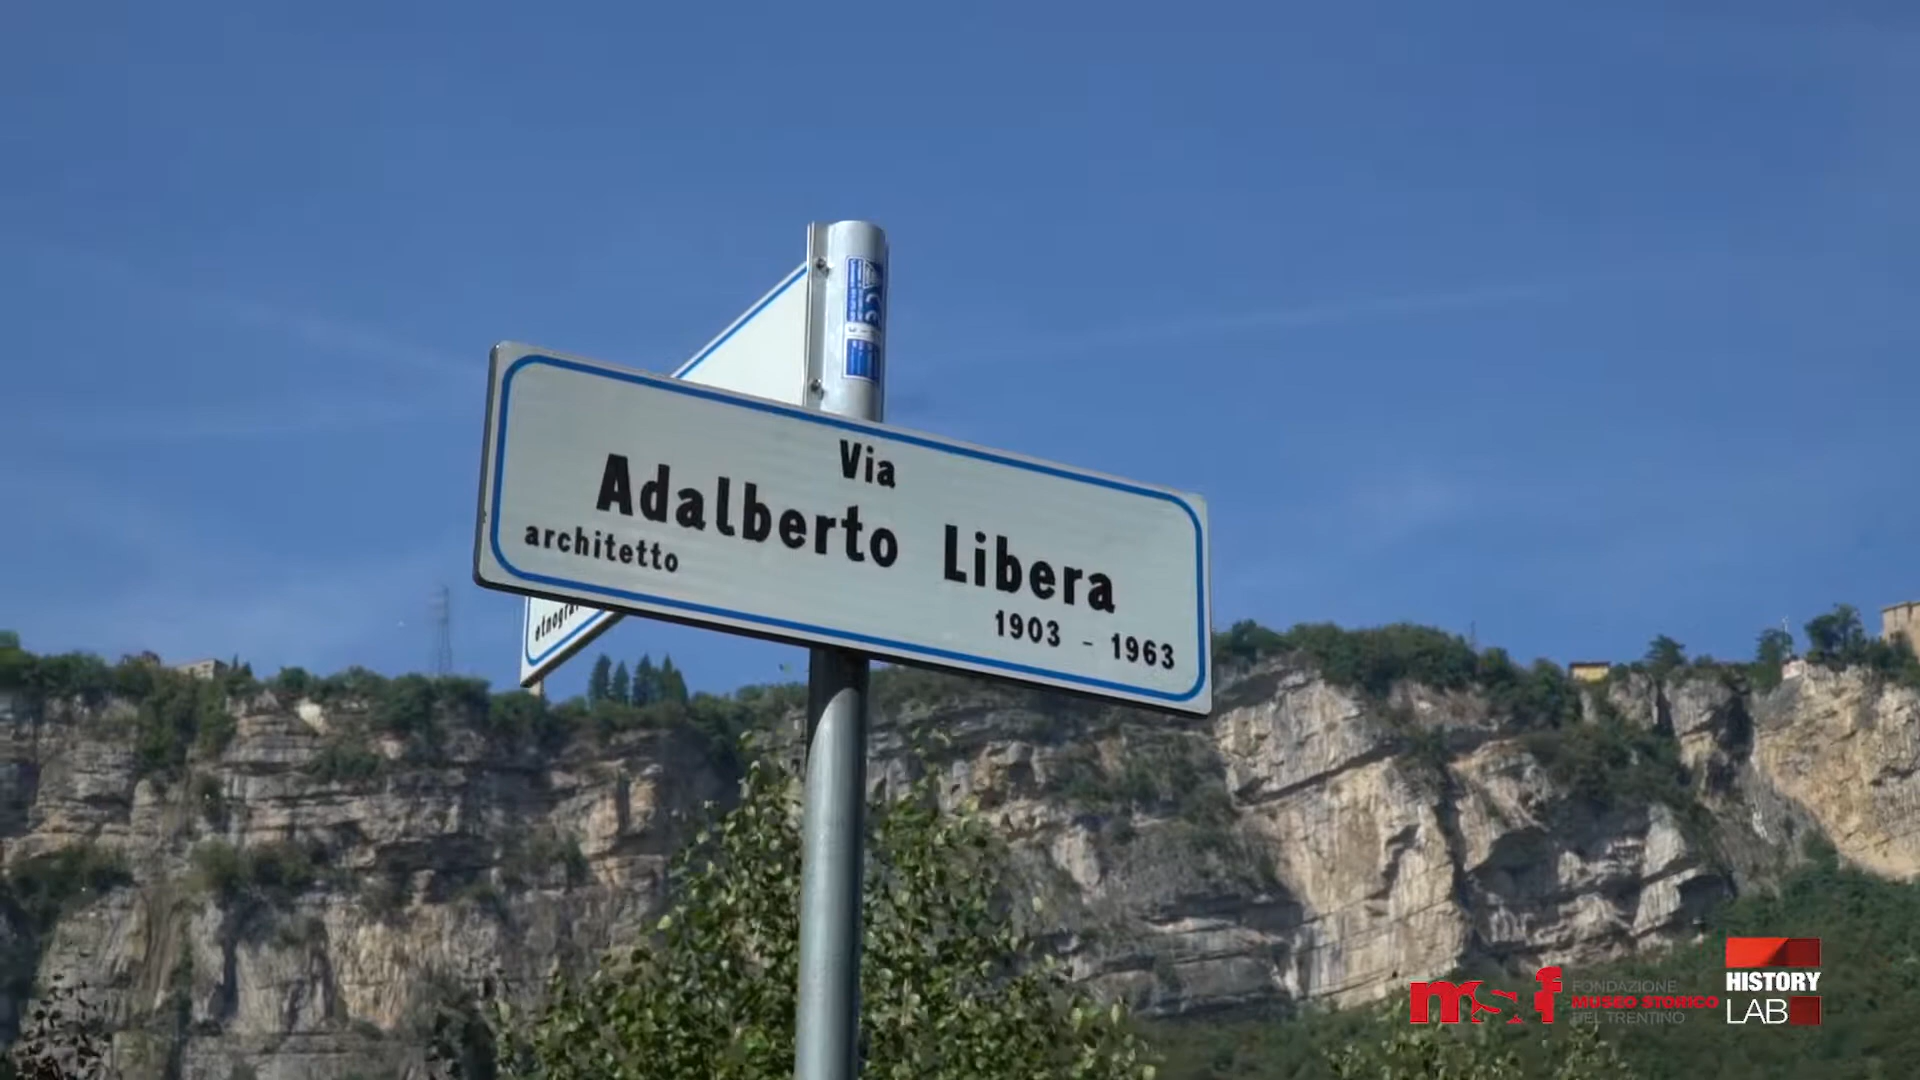 Via
Adalberto Libera
architetto
1903 - 1963
FONDAZIONE
MUSEO STORICO
DEL TRENTINO
HISTORY
LAB